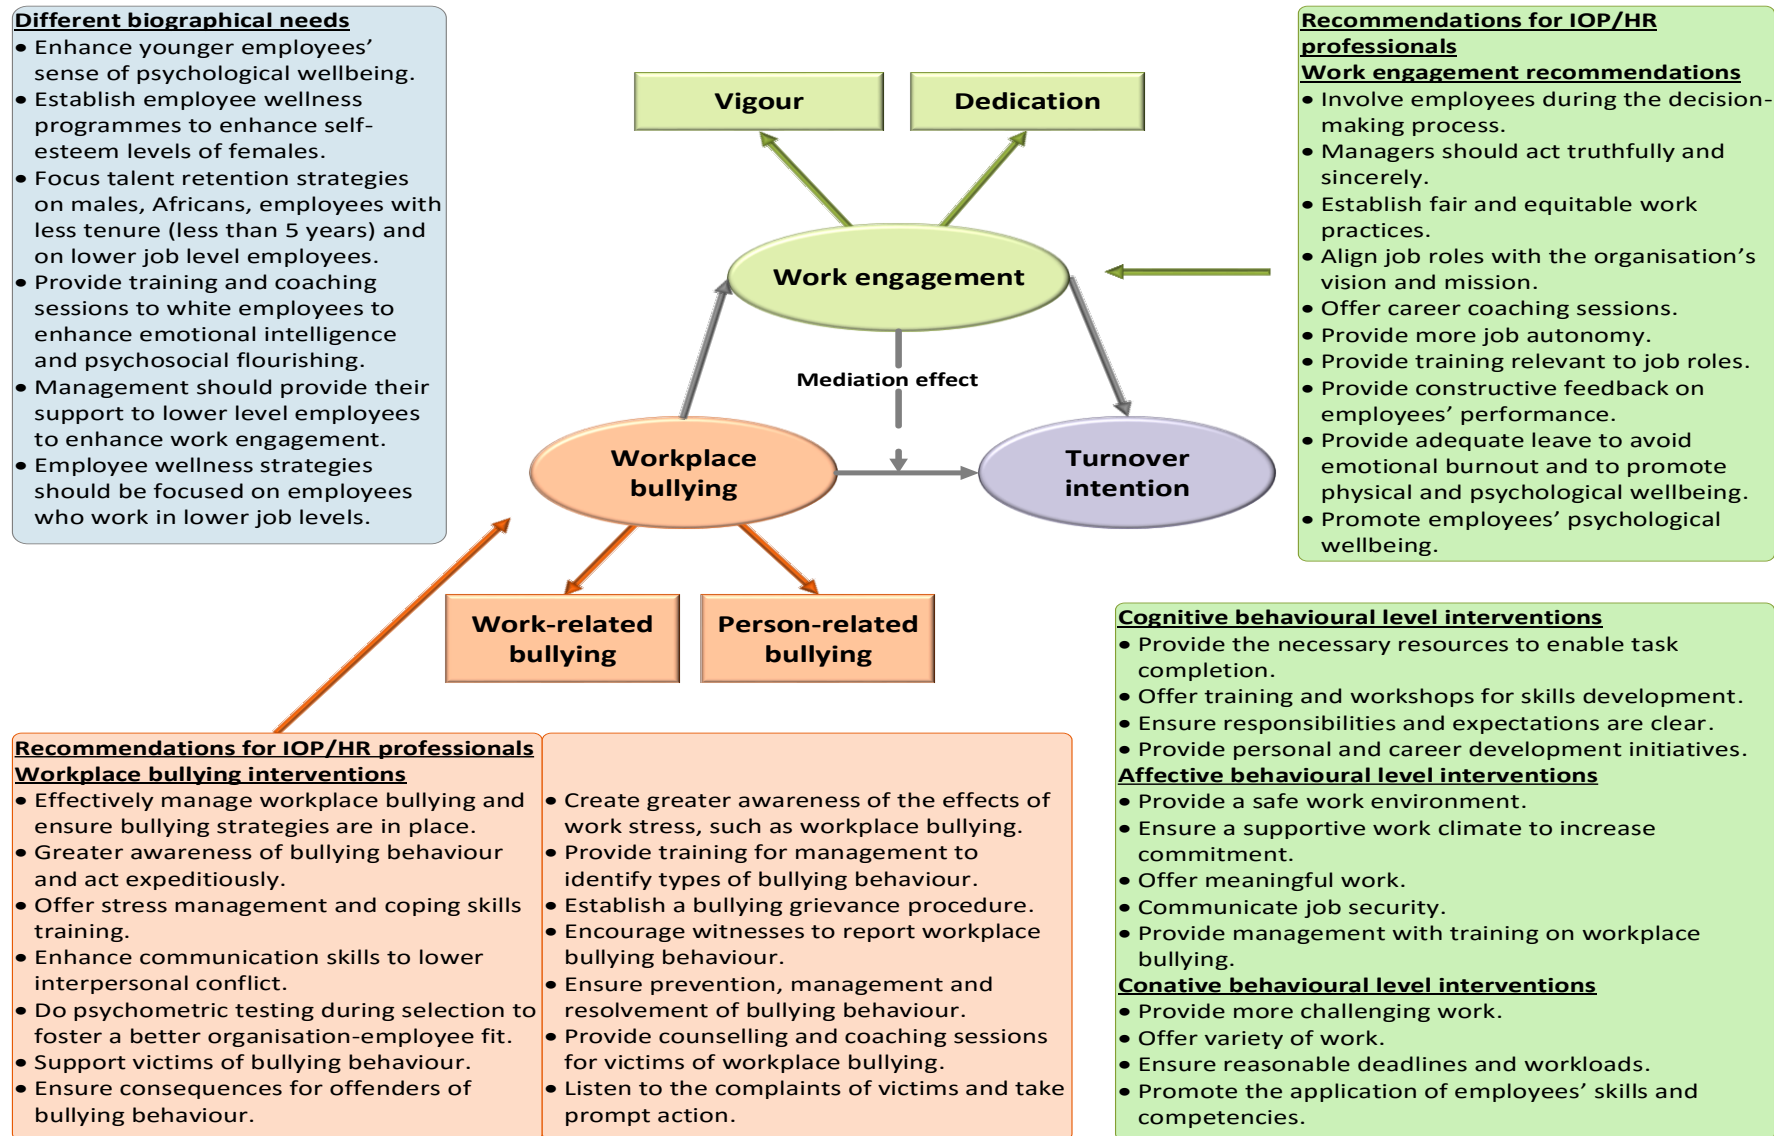 Different biographical needs
• Enhance younger employees’
sense of psychological wellbeing.
• Establish employee wellness
programmes to enhance self-
esteem levels of females.
• Focus talent retention strategies
on males, Africans, employees with
less tenure (less than 5 years) and
on lower job level employees.
• Provide training and coaching
sessions to white employees to
enhance emotional intelligence
and psychosocial flourishing.
• Management should provide their
support to lower level employees
to enhance work engagement.
• Employee wellness strategies
should be focused on employees
who work in lower job levels.
Vigour
Dedication
Work engagement
Mediation effect
Workplace
bullying
Turnover
intention
Work-related
bullying
Person-related
bullying
Recommendations for IOP/HR
professionals
Work engagement recommendations
• Involve employees during the decision-
making process.
• Managers should act truthfully and
sincerely.
• Establish fair and equitable work
practices.
• Align job roles with the organisation’s
vision and mission.
• Offer career coaching sessions.
• Provide more job autonomy.
• Provide training relevant to job roles.
• Provide constructive feedback on
employees’ performance.
• Provide adequate leave to avoid
emotional burnout and to promote
physical and psychological wellbeing.
• Promote employees’ psychological
wellbeing.
Recommendations for IOP/HR professionals
Workplace bullying interventions
• Effectively manage workplace bullying and
ensure bullying strategies are in place.
• Greater awareness of bullying behaviour
and act expeditiously.
• Offer stress management and coping skills
training.
• Enhance communication skills to lower
interpersonal conflict.
• Do psychometric testing during selection to
foster a better organisation-employee fit.
• Support victims of bullying behaviour.
• Ensure consequences for offenders of
bullying behaviour.
• Create greater awareness of the effects of
work stress, such as workplace bullying.
• Provide training for management to
identify types of bullying behaviour.
• Establish a bullying grievance procedure.
• Encourage witnesses to report workplace
bullying behaviour.
• Ensure prevention, management and
resolvement of bullying behaviour.
• Provide counselling and coaching sessions
for victims of workplace bullying.
• Listen to the complaints of victims and take
prompt action.
Cognitive behavioural level interventions
• Provide the necessary resources to enable task
completion.
• Offer training and workshops for skills development.
• Ensure responsibilities and expectations are clear.
• Provide personal and career development initiatives.
Affective behavioural level interventions
• Provide a safe work environment.
• Ensure a supportive work climate to increase
commitment.
• Offer meaningful work.
• Communicate job security.
• Provide management with training on workplace
bullying.
Conative behavioural level interventions
• Provide more challenging work.
• Offer variety of work.
• Ensure reasonable deadlines and workloads.
• Promote the application of employees’ skills and
competencies.